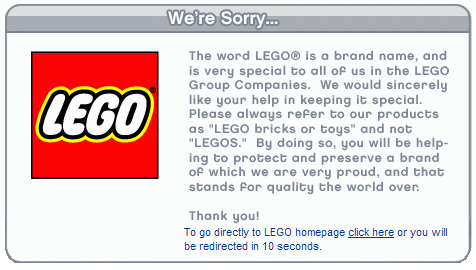 We're Sorry...
LEGO®
The word LEGO® is a brand name, and
is very special to all of us in the LEGO
Group Companies. We would sincerely
like your help in keeping it special.
Please always refer to our products
as "LEGO bricks or toys" and not
"LEGOS." By doing so, you will be help-
ing to protect and preserve a brand
of which we are very proud, and that
stands for quality the world over.
Thank you!
To go directly to LEGO homepage click here or you will
be redirected in 10 seconds.